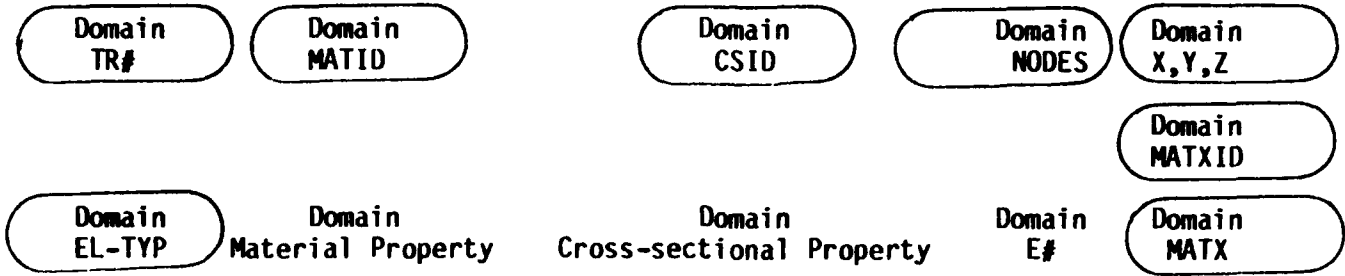 Domain Domain Domain Domain Domain
TR# MATID CSID NODES X,Y,Z
Domain
MATXID
Domain Domain Domain Domain Domain
EL-TYP Material Property Cross-sectional Property E# MATX